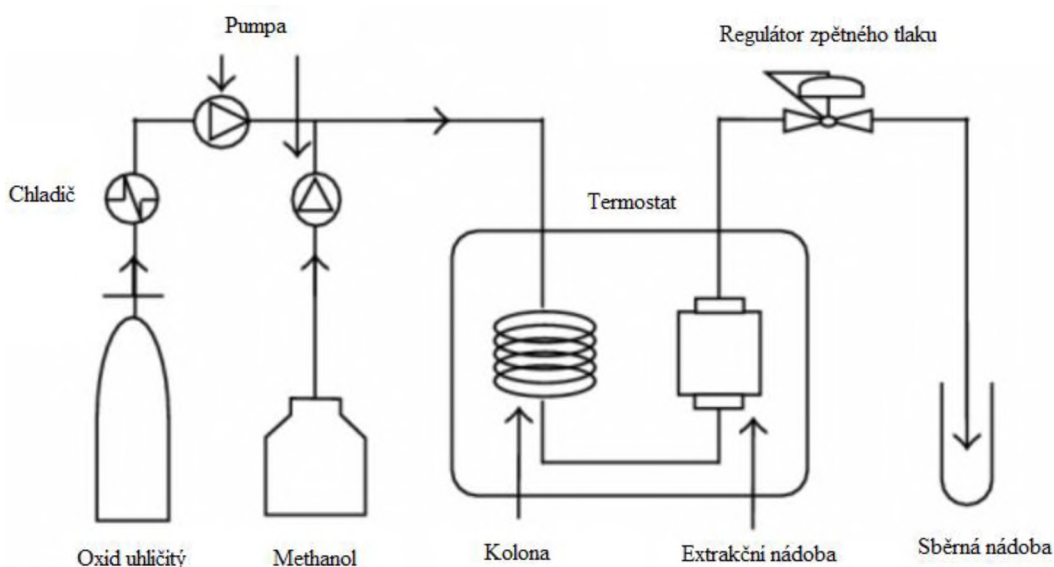 Pumpa
Regulátor zpětného tlaku
Chladič
Termostat
Oxid uhličitý
Methanol
Kolona
Extrakční nádoba
Sběrná nádoba